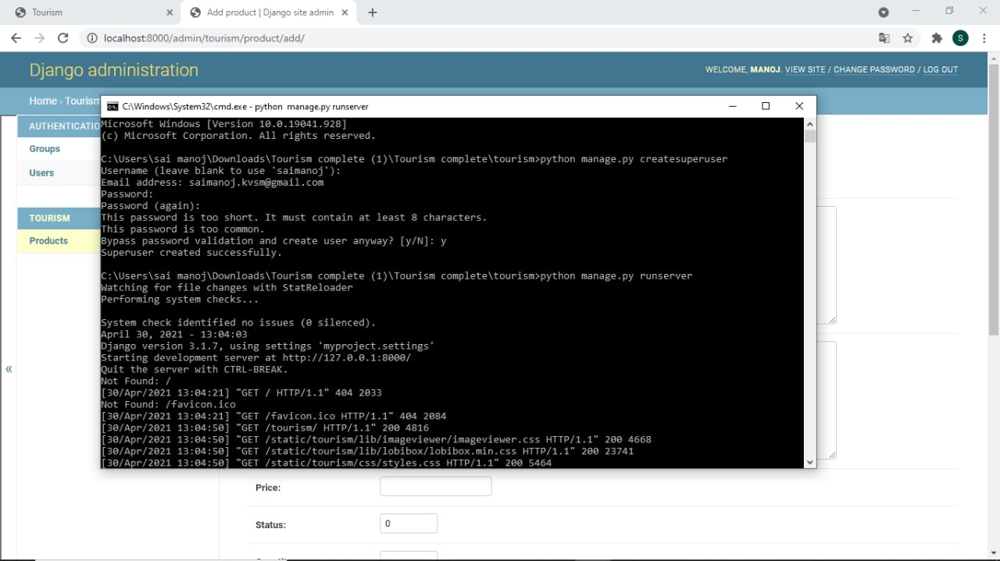 Tourism
Add product | Django site admin
localhost:8000/admin/tourism/product/add/
S
Django administration
WELCOME, MANOJ. VIEW SITE / CHANGE PASSWORD / LOG OUT
Home › Tourism
C:\Windows\System32\cmd.exe - python  manage.py runserver
AUTHENTICATIO
Groups
Users
TOURISM
Products
«
Microsoft Windows [Version 10.0.19041.928]
(c) Microsoft Corporation. All rights reserved.
C:\Users\sai manoj\Downloads\Tourism complete (1)\Tourism complete\tourism>python manage.py createsuperuser
Username (leave blank to use 'saimanoj'):
Email address: saimanoj.kvsm@gmail.com
Password:
Password (again):
This password is too short. It must contain at least 8 characters.
This password is too common.
Bypass password validation and create user anyway? [y/N]: y
Superuser created successfully.
C:\Users\sai manoj\Downloads\Tourism complete (1)\Tourism complete\tourism>python manage.py runserver
Watching for file changes with StatReloader
Performing system checks...
System check identified no issues (0 silenced).
April 30, 2021 - 13:04:03
Django version 3.1.7, using settings 'myproject.settings'
Starting development server at http://127.0.0.1:8000/
Quit the server with CTRL-BREAK.
Not Found: /
[30/Apr/2021 13:04:21] "GET / HTTP/1.1" 404 2033
Not Found: /favicon.ico
[30/Apr/2021 13:04:21] "GET /favicon.ico HTTP/1.1" 404 2084
[30/Apr/2021 13:04:50] "GET /tourism/ HTTP/1.1" 200 4816
[30/Apr/2021 13:04:50] "GET /static/tourism/lib/imageviewer/imageviewer.css HTTP/1.1" 200 4668
[30/Apr/2021 13:04:50] "GET /static/tourism/lib/lobibox/lobibox.min.css HTTP/1.1" 200 23741
[30/Apr/2021 13:04:50] "GET /static/tourism/css/styles.css HTTP/1.1" 200 5464
Price:
Status:
0